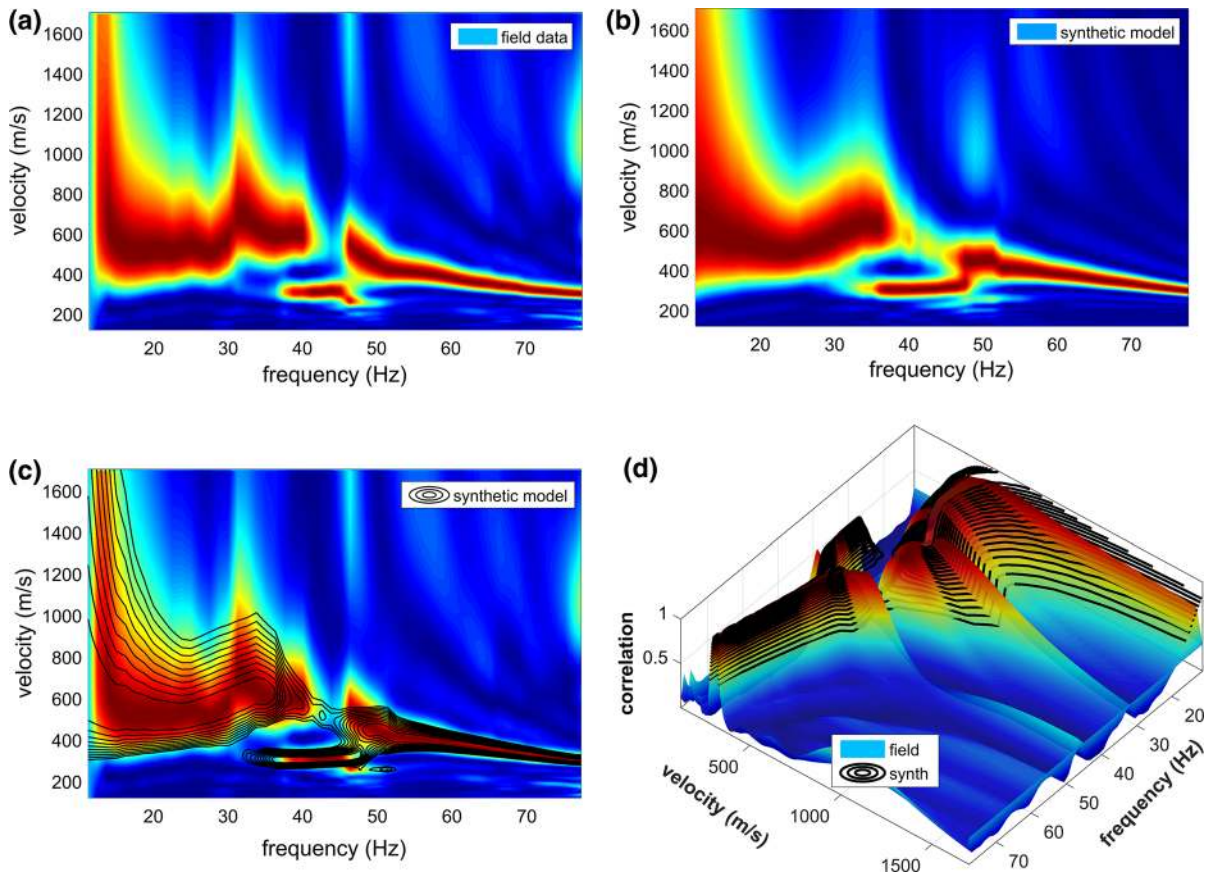 (a)
field data
velocity (m/s)
1600
1400
1200
1000
800
600
400
200
20 30 40 50 60 70
frequency (Hz)
(b)
synthetic model
velocity (m/s)
1600
1400
1200
1000
800
600
400
200
20 30 40 50 60 70
frequency (Hz)
(c)
synthetic model
velocity (m/s)
1600
1400
1200
1000
800
600
400
200
20 30 40 50 60 70
frequency (Hz)
(d)
correlation
1
0.5
velocity (m/s)
500
1000
1500
frequency (Hz)
20
30
40
50
60
70
field
synth